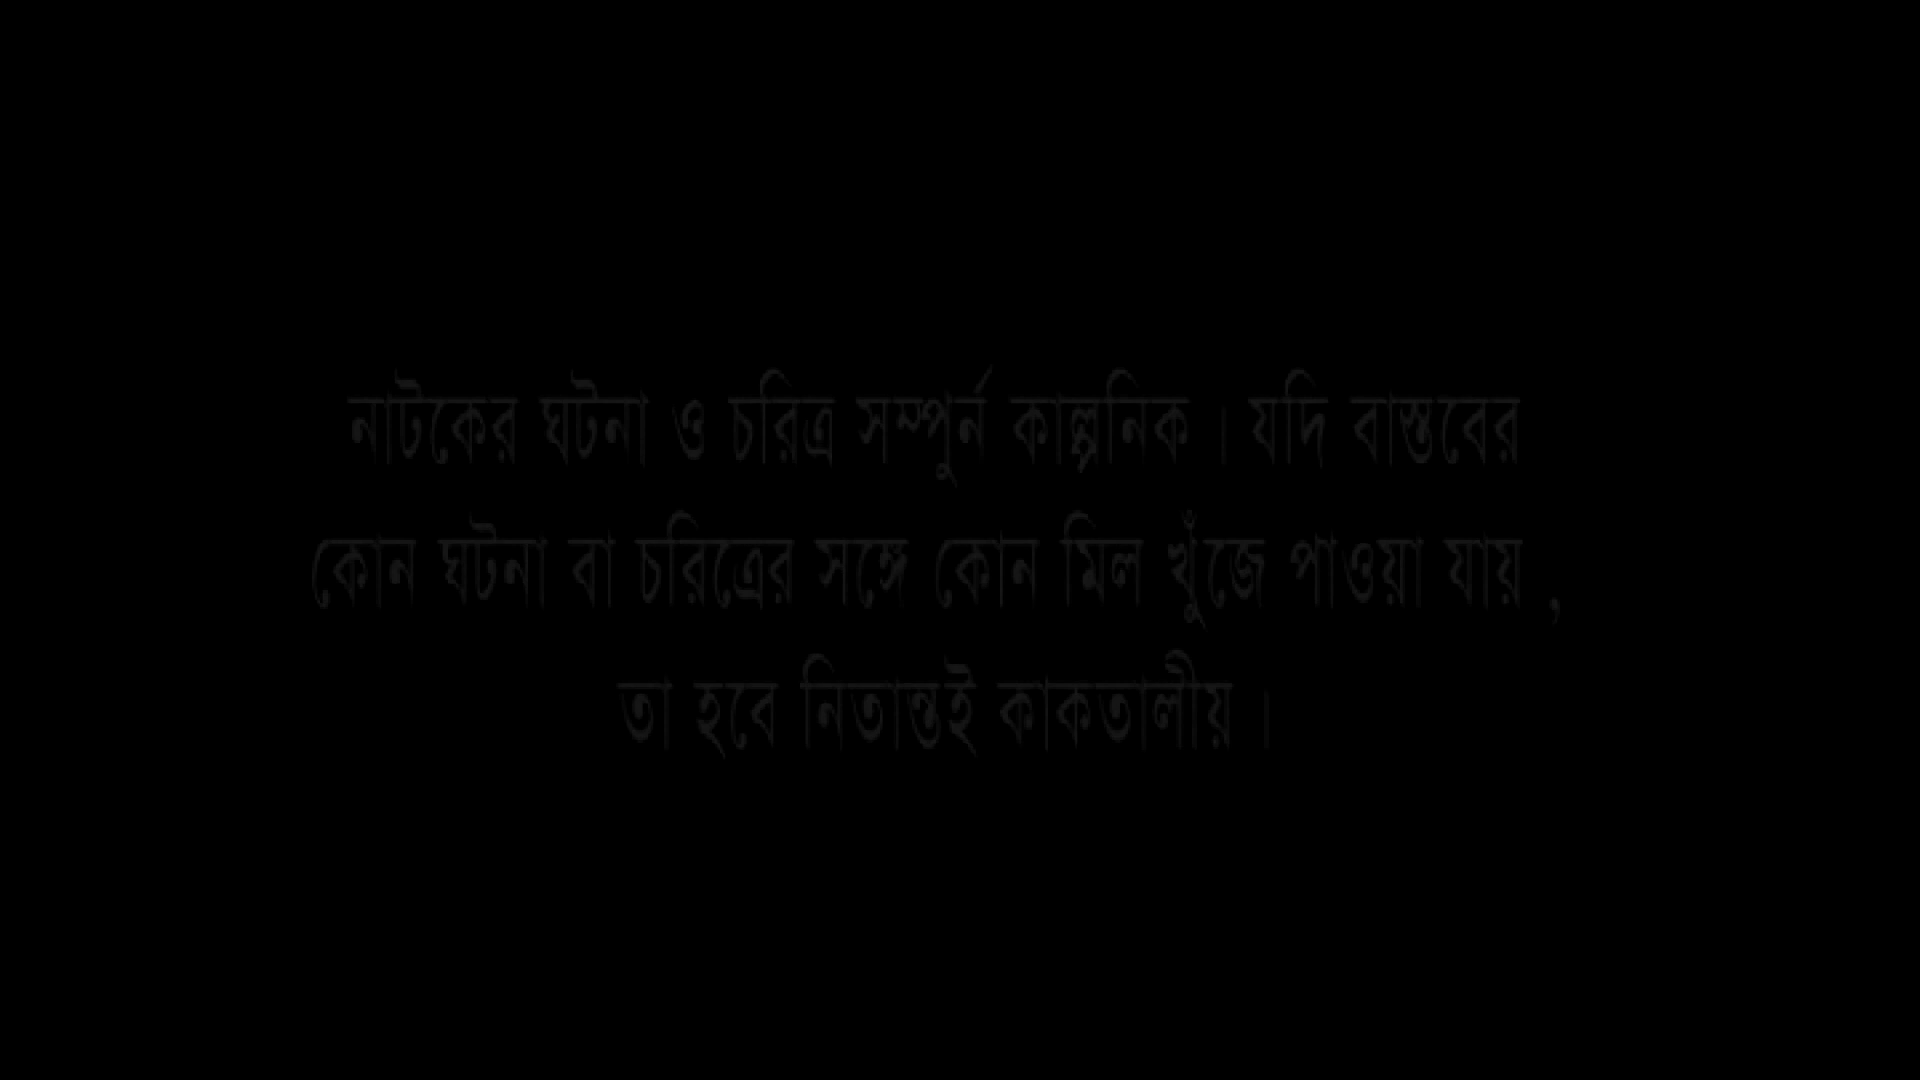 নাটকের ঘটনা ও চরিত্র সম্পুর্ন কাল্পনিক । যদি বাস্তবের
কোন ঘটনা বা চরিত্রের সঙ্গে কোন মিল খুঁজে পাওয়া যায় ,
তা হবে নিতান্তই কাকতালীয় ।